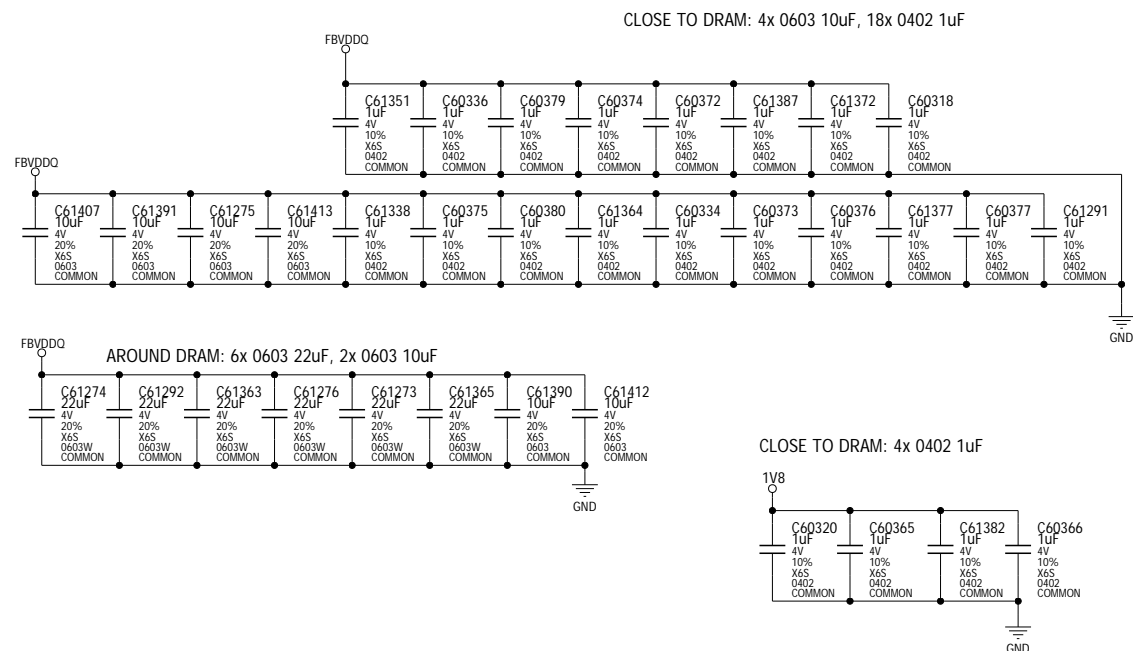 CLOSE TO DRAM: 4x 0603 10uF, 18x 0402 1uF
FBVDDQ
C61351 C60336 C60379 C60374 C60372 C61387 C61372 C60318
1uF 1uF 1uF 1uF 1uF 1uF 1uF 1uF
4V 4V 4V 4V 4V 4V 4V 4V
10% 10% 10% 10% 10% 10% 10% 10%
X6S X6S X6S X6S X6S X6S X6S X6S
0402 0402 0402 0402 0402 0402 0402 0402
COMMON COMMON COMMON COMMON COMMON COMMON COMMON COMMON
FBVDDQ
C61407 C61391 C61275 C61413 C61338 C60375 C60380 C61364 C60334 C60373 C60376 C61377 C60377 C61291
10uF 10uF 10uF 10uF 1uF 1uF 1uF 1uF 1uF 1uF 1uF 1uF 1uF 1uF
4V 4V 4V 4V 4V 4V 4V 4V 4V 4V 4V 4V 4V 4V
20% 20% 20% 20% 10% 10% 10% 10% 10% 10% 10% 10% 10% 10%
X6S X6S X6S X6S X6S X6S X6S X6S X6S X6S X6S X6S X6S X6S
0603 0603 0603 0603 0402 0402 0402 0402 0402 0402 0402 0402 0402 0402
COMMON COMMON COMMON COMMON COMMON COMMON COMMON COMMON COMMON COMMON COMMON COMMON COMMON COMMON
GND
FBVDDQ
AROUND DRAM: 6x 0603 22uF, 2x 0603 10uF
C61274 C61292 C61363 C61276 C61273 C61365 C61390 C61412
22uF 22uF 22uF 22uF 22uF 22uF 10uF 10uF
4V 4V 4V 4V 4V 4V 4V 4V
20% 20% 20% 20% 20% 20% 20% 20%
X6S X6S X6S X6S X6S X6S X6S X6S
0603W 0603W 0603W 0603W 0603W 0603W 0603 0603
COMMON COMMON COMMON COMMON COMMON COMMON COMMON COMMON
GND
CLOSE TO DRAM: 4x 0402 1uF
1V8
C60320 C60365 C61382 C60366
1uF 1uF 1uF 1uF
4V 4V 4V 4V
10% 10% 10% 10%
X6S X6S X6S X6S
0402 0402 0402 0402
COMMON COMMON COMMON COMMON
GND